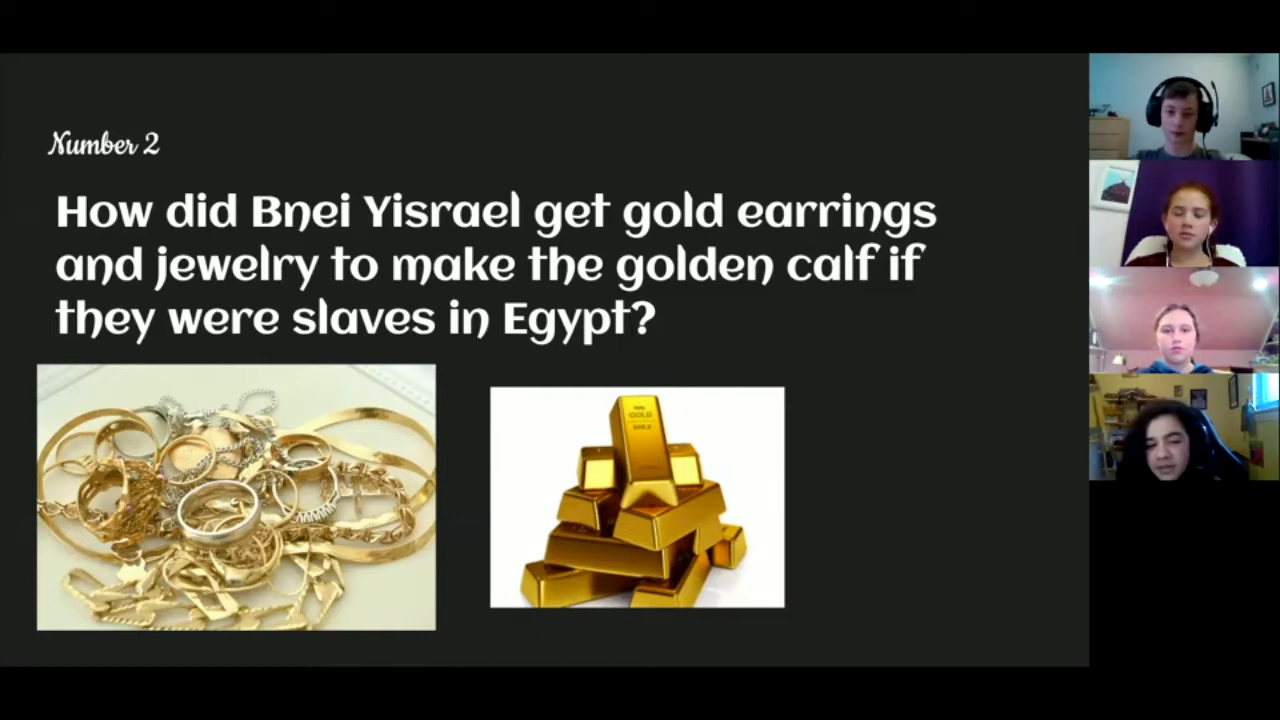 Number 2
How did Bnei Yisrael get gold earrings
and jewelry to make the golden calf if
they were slaves in Egypt?
GOLD